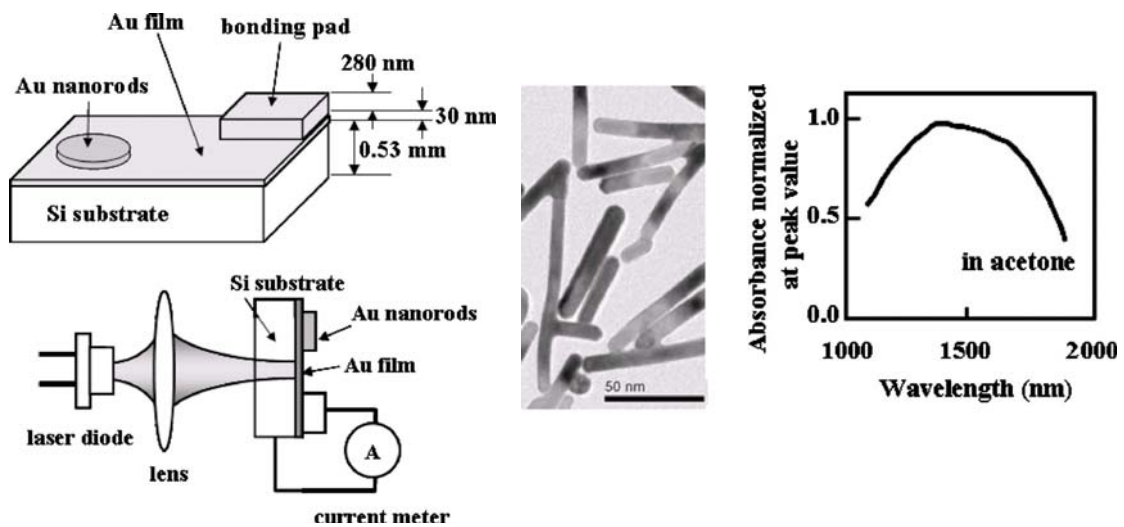 Au film
bonding pad
280 nm
Au nanorods
30 nm
0.53 mm
Si substrate
Si substrate
Au nanorods
Au film
laser diode
lens
A
current meter
50 nm
Absorbance normalized
at peak value
1.0
0.5
0.0
in acetone
1000
1500
2000
Wavelength (nm)